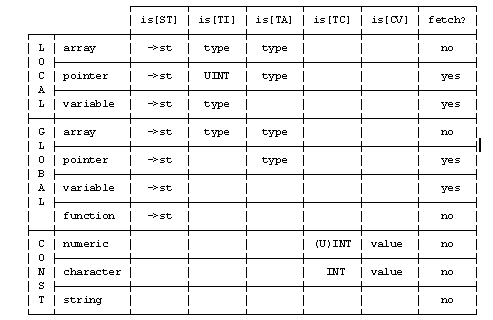 is[ST] is[TI] is[TA] is[TC] is[CV] fetch?
LOCAL
array ->st type type no
pointer ->st UINT type yes
variable ->st type yes
GLOBAL
array ->st type type no
pointer ->st type yes
variable ->st yes
function ->st no
CONST
numeric (U)INT value no
character INT value no
string no